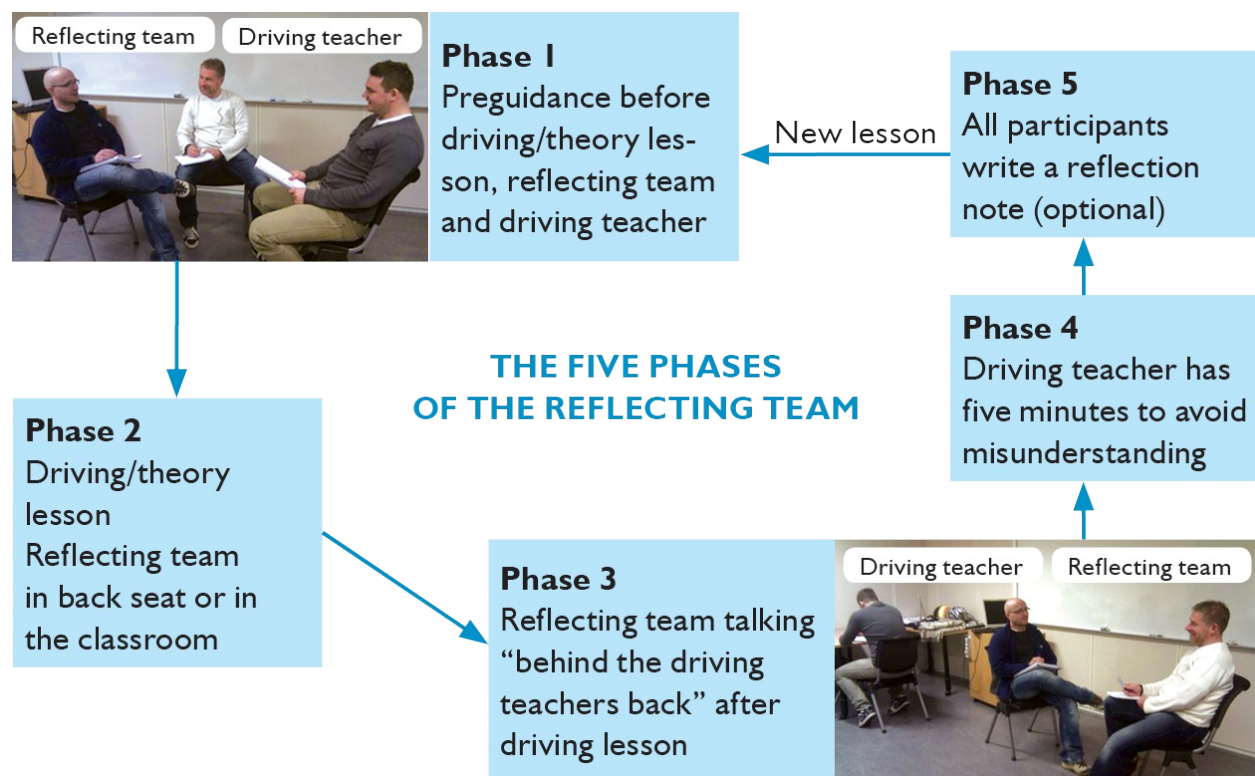 Reflecting team
Driving teacher
Phase 1
Preguidance before
driving/theory les-
son, reflecting team
and driving teacher
New lesson
Phase 5
All participants
write a reflection
note (optional)
THE FIVE PHASES
OF THE REFLECTING TEAM
Phase 4
Driving teacher has
five minutes to avoid
misunderstanding
Phase 2
Driving/theory
lesson
Reflecting team
in back seat or in
the classroom
Phase 3
Reflecting team talking
“behind the driving
teachers back” after
driving lesson
Driving teacher
Reflecting team